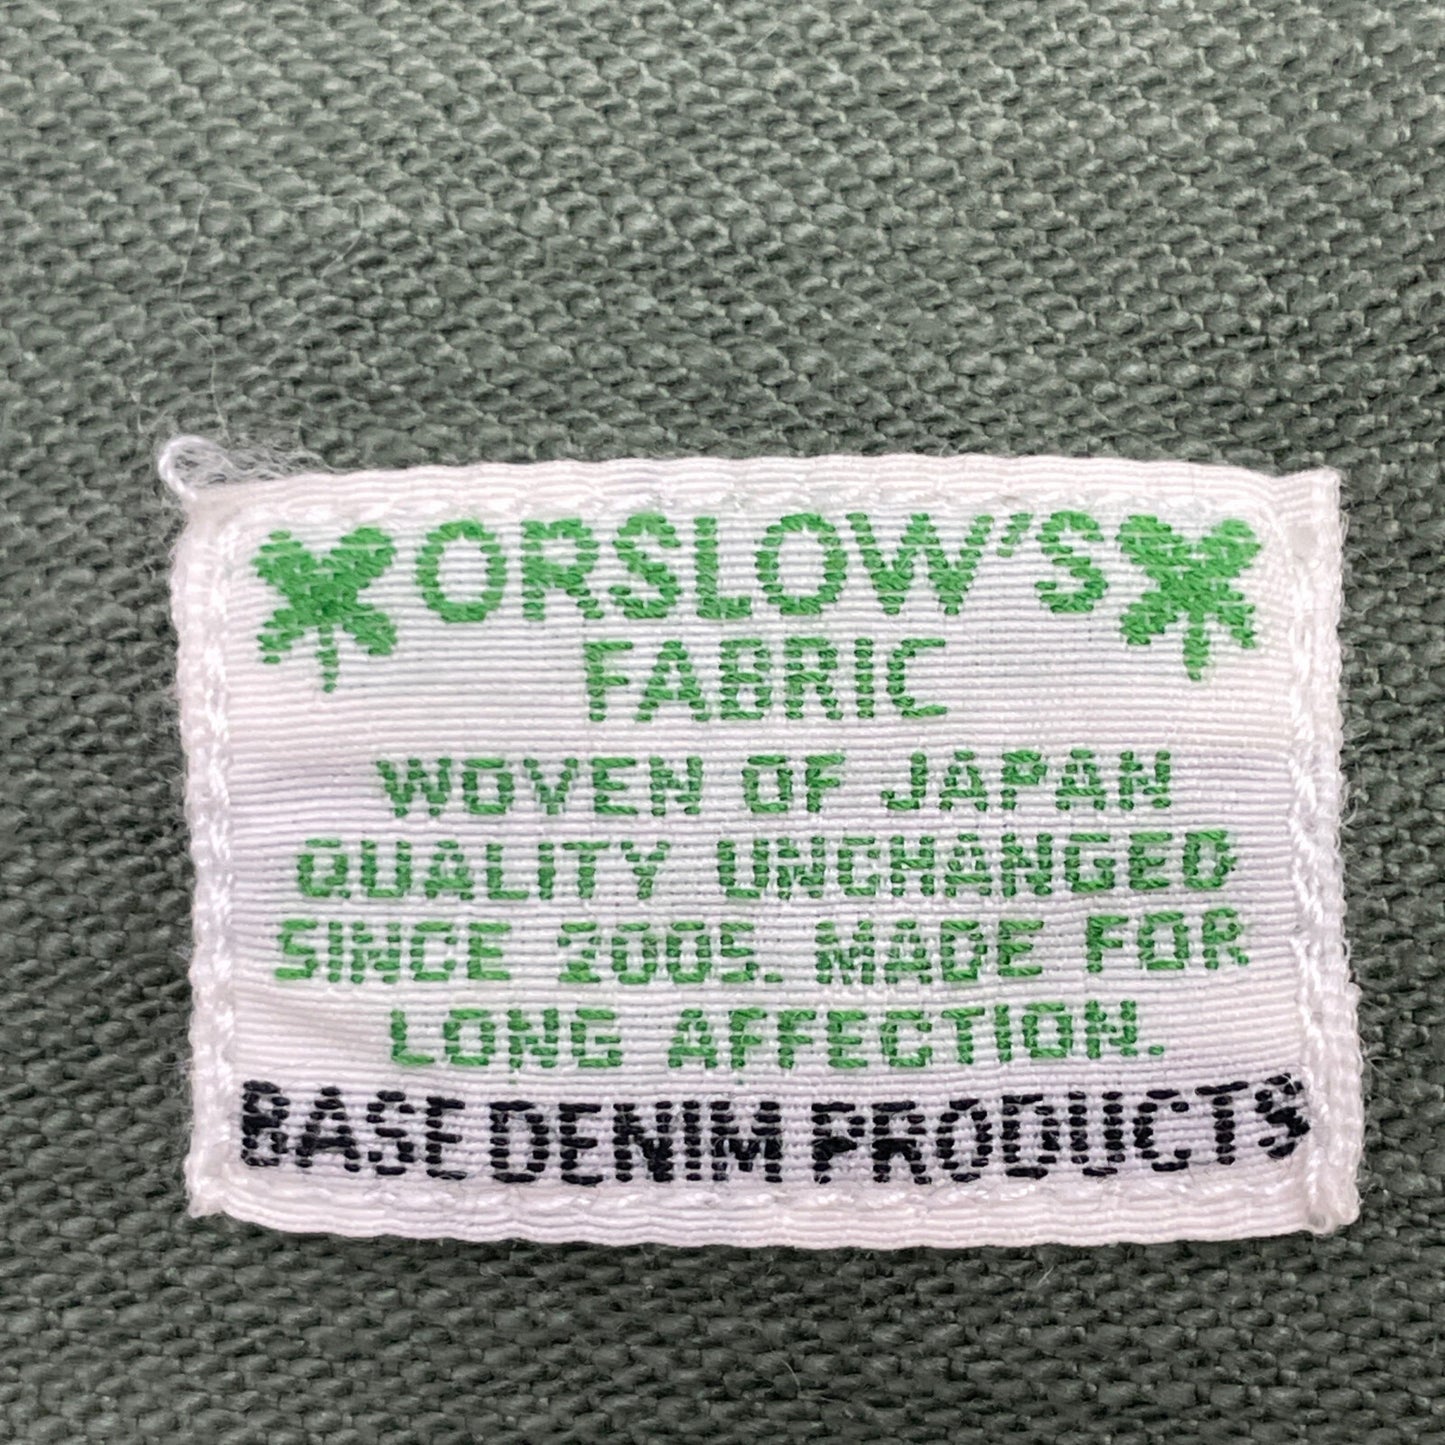 ORSLOW'S
FABRIC
WOVEN OF JAPAN
QUALITY UNCHANGED
SINCE 2005. MADE FOR
LONG AFFECTION.
BASE DENIM PRODUCTS